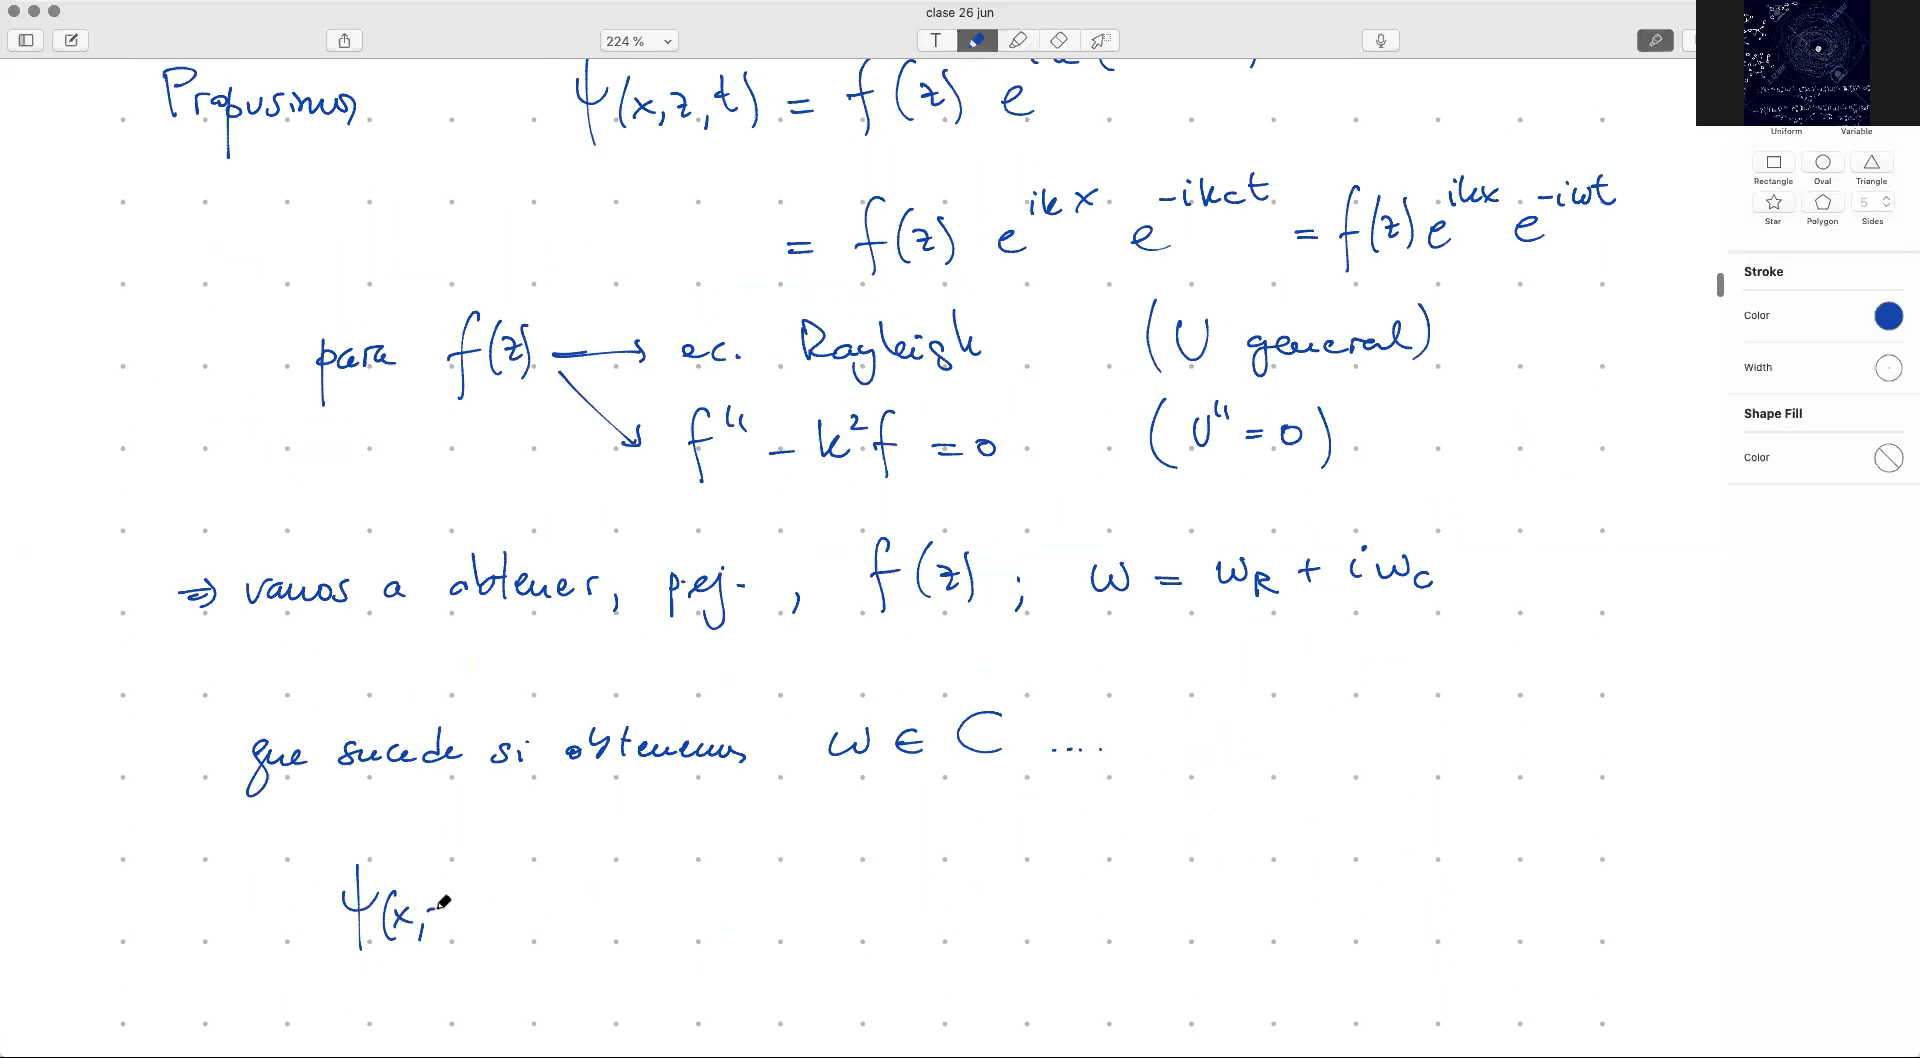 clase 26 jun
224 %
T
Propusimos ψ(x,z,t) = f(z) e
= f(z) e^{ikx} e^{-ikct} = f(z) e^{ikx} e^{-iωt}
para f(z) → ec. Rayleigh (U general)
↘ f'' - k²f = 0 (U'' = 0)
⇒ vamos a obtener, p.ej., f(z); ω = ω_R + iω_C
que sucede si obtenemos ω ∈ C ....
ψ(x,
Uniform Variable
Rectangle Oval Triangle
5
Star Polygon Sides
Stroke
Color
Width
Shape Fill
Color